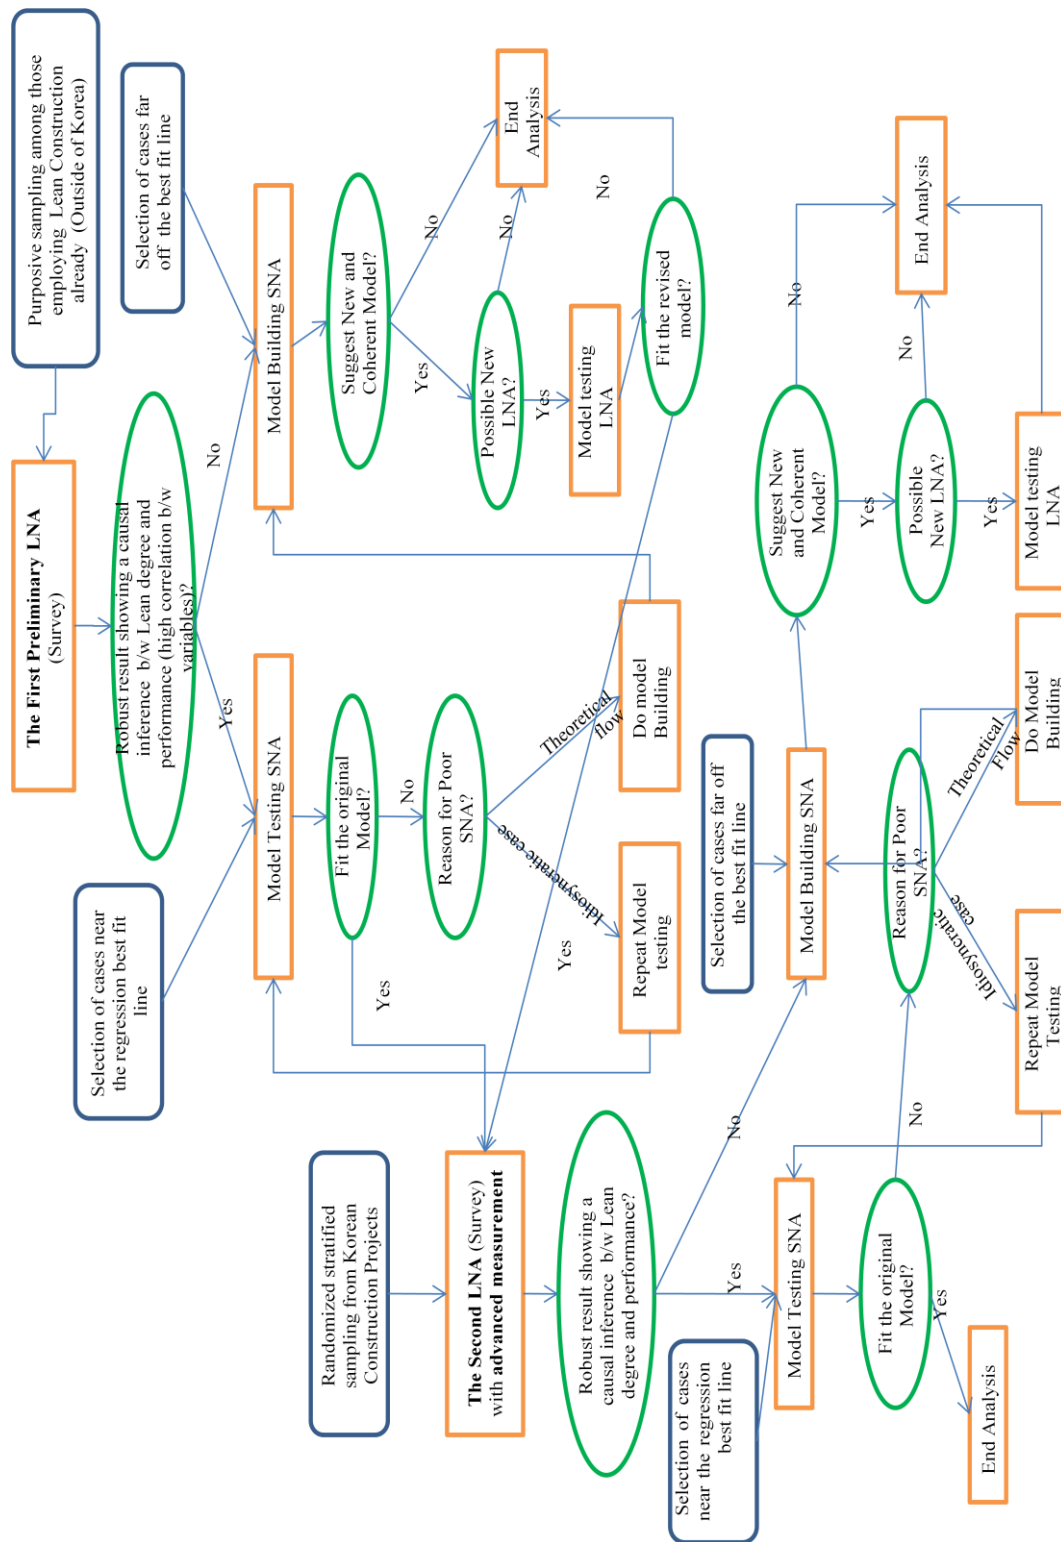 Purposive sampling among those
employing Lean Construction
already (Outside of Korea)
The First Preliminary LNA
(Survey)
Robust result showing a causal
inference b/w Lean degree and
performance (high correlation b/w
variables)?
Selection of cases near
the regression best fit
line
Yes
No
Selection of cases far
off the best fit line
Model Testing SNA
Model Building SNA
Fit the original
Model?
Yes
No
Reason for Poor
SNA?
Idiosyncratic case
Theoretical
flow
Repeat Model
testing
Do model
Building
Suggest New and
Coherent Model?
Yes
No
Possible New
LNA?
No
Yes
Model testing
LNA
Fit the revised
model?
Yes
No
End
Analysis
Randomized stratified
sampling from Korean
Construction Projects
The Second LNA (Survey)
with advanced measurement
Robust result showing a
causal inference b/w Lean
degree and performance?
Selection of cases
near the regression
best fit line
Yes
No
Selection of cases far off
the best fit line
Model Testing SNA
Model Building SNA
Fit the original
Model?
Yes
No
End Analysis
Reason for Poor
SNA?
Idiosyncratic
case
Theoretical
Flow
Repeat Model
Testing
Do Model
Building
Suggest New
and Coherent
Model?
Yes
No
Possible
New LNA?
No
Yes
Model testing
LNA
End Analysis